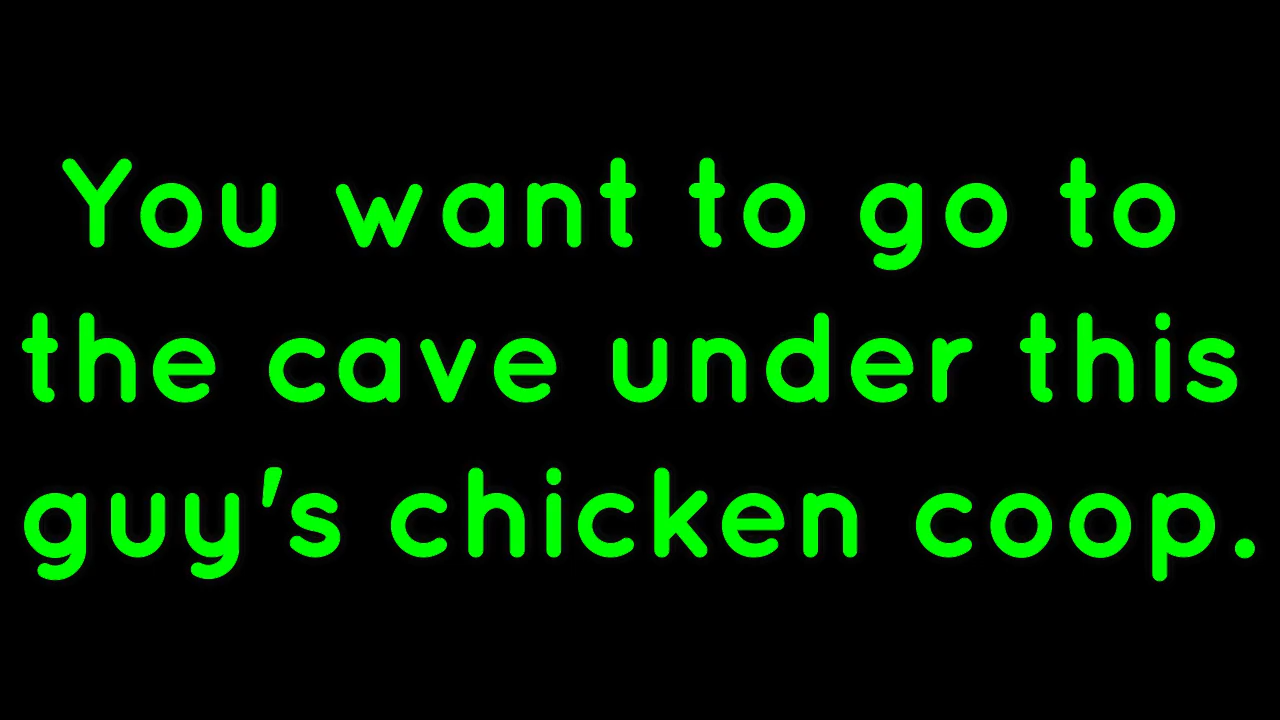 You want to go to
the cave under this
guy's chicken coop.